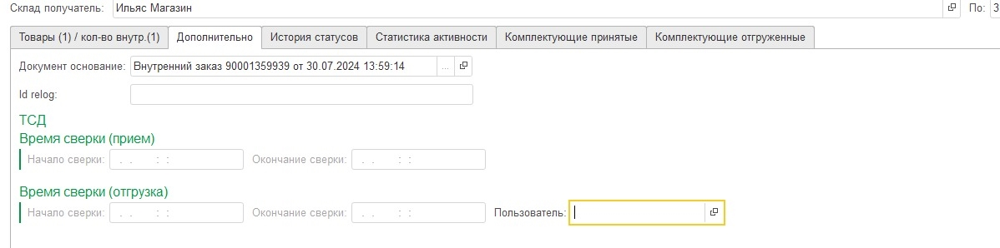 Склад получатель: Ильяс Магазин По: 3
Товары (1) / кол-во внутр.(1) Дополнительно История статусов Статистика активности Комплектующие принятые Комплектующие отгруженные
Документ основание: Внутренний заказ 90001359939 от 30.07.2024 13:59:14 ...
Id relog:
ТСД
Время сверки (прием)
Начало сверки: . . : : Окончание сверки: . . : :
Время сверки (отгрузка)
Начало сверки: . . : : Окончание сверки: . . : : Пользователь: